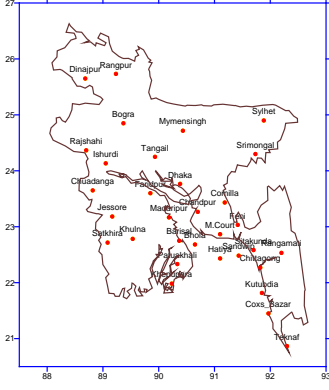 27
26
25
24
23
22
21
88
89
90
91
92
93
Dinajpur
Rangpur
Bogra
Mymensingh
Sylhet
Rajshahi
Ishurdi
Tangail
Srimongal
Chuadanga
Faridpur
Dhaka
Comilla
Chandpur
Jessore
Madaripur
Feni
M.Court
Satkhira
Khulna
Barisal
Bhola
Hatiya
Sandwip
Sitakunda
Rangamati
Patuakhali
Chittagong
Khepupara
Kutubdia
Coxs_Bazar
Teknaf